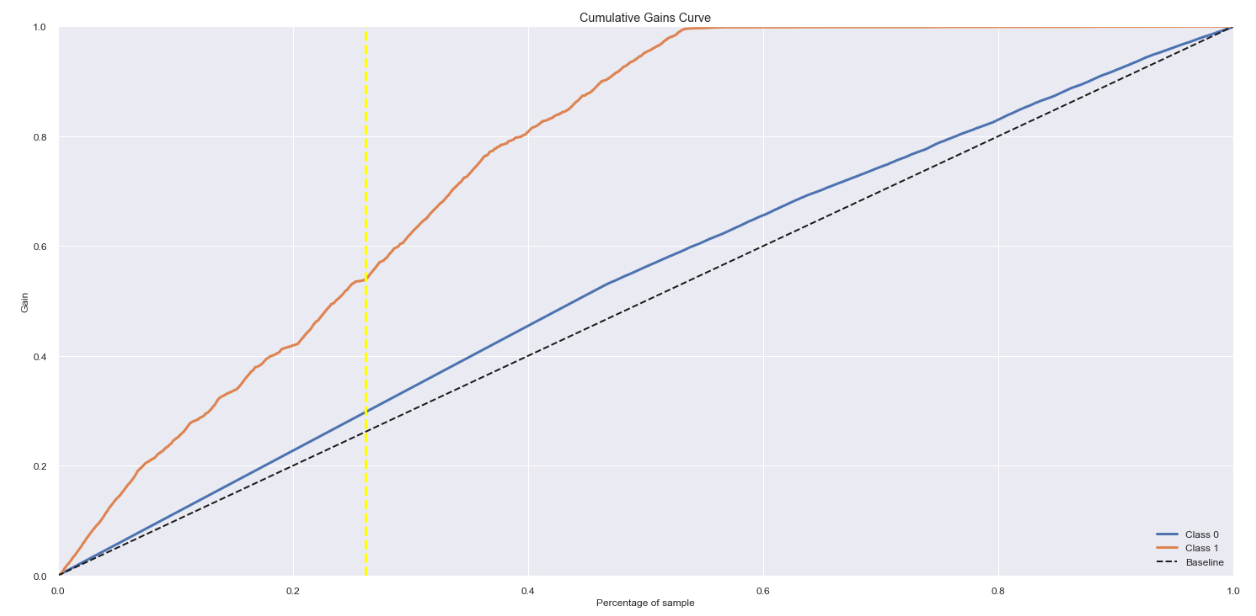 Cumulative Gains Curve
1.0
0.8
0.6
0.4
0.2
0.0
Gain
0.0 0.2 0.4 0.6 0.8 1.0
Percentage of sample
Class 0
Class 1
Baseline